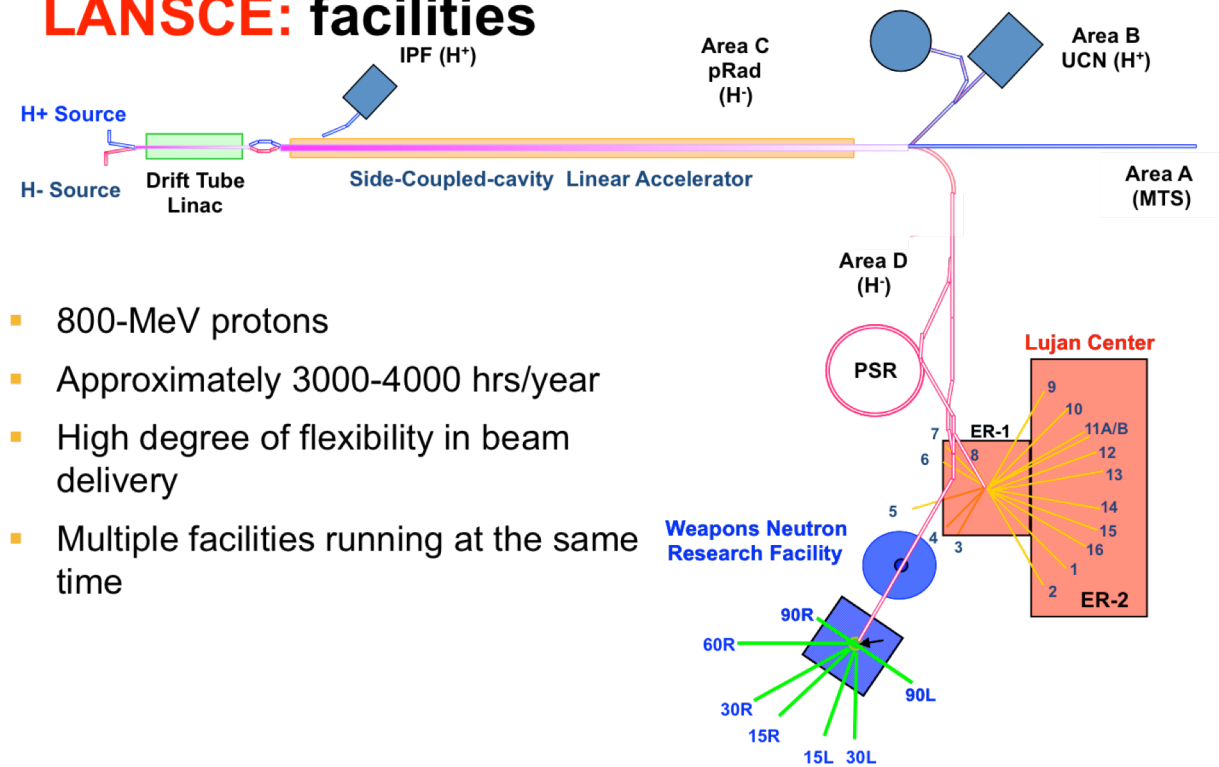 LANSCE: facilities
IPF (H⁺)
Area C
pRad
(H⁻)
Area B
UCN (H⁺)
H+ Source
H- Source
Drift Tube
Linac
Side-Coupled-cavity Linear Accelerator
Area A
(MTS)
Area D
(H⁻)
800-MeV protons
Approximately 3000-4000 hrs/year
High degree of flexibility in beam
delivery
Multiple facilities running at the same
time
PSR
Lujan Center
ER-1
7
6
8
5
4
3
9
10
11A/B
12
13
14
15
16
1
2
ER-2
Weapons Neutron
Research Facility
90R
60R
30R
15R
15L
30L
90L